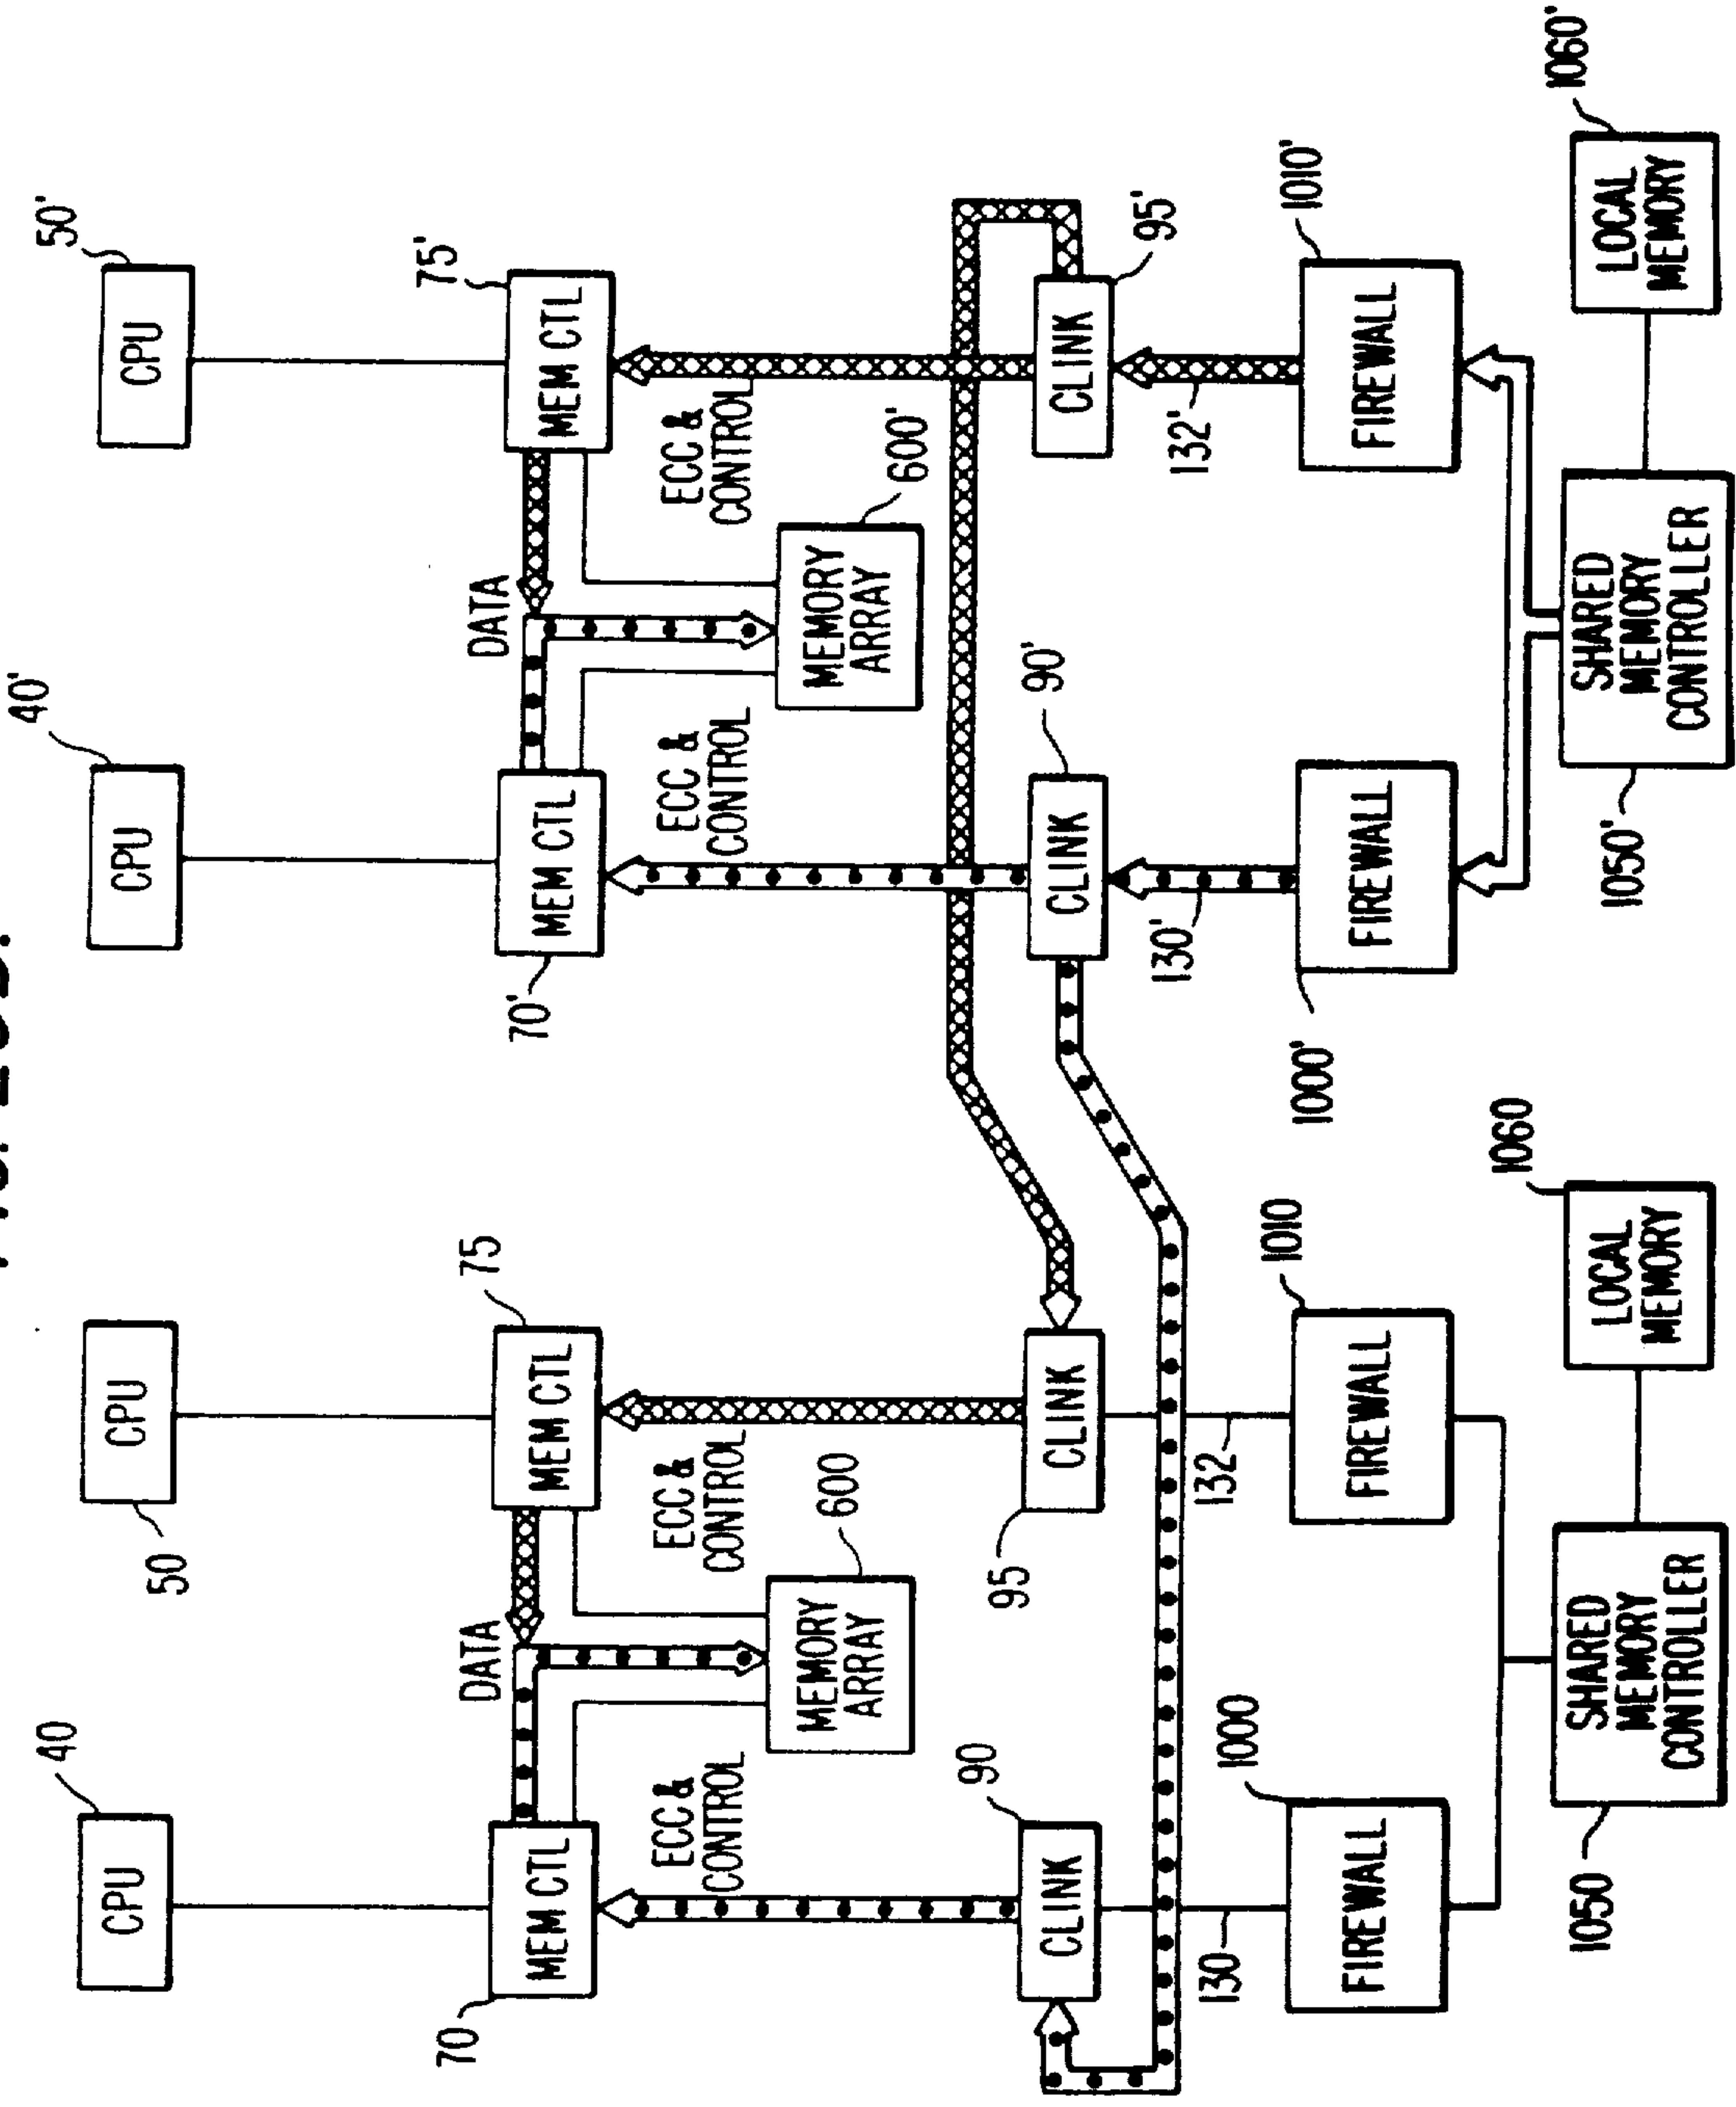 40
CPU
50
CPU
40'
CPU
50'
CPU
70
MEM CTL
75
MEM CTL
70'
MEM CTL
75'
MEM CTL
DATA
DATA
ECC &
CONTROL
ECC &
CONTROL
ECC &
CONTROL
ECC &
CONTROL
MEMORY
ARRAY
600
MEMORY
ARRAY
600'
90
CLINK
95
CLINK
90'
CLINK
95'
CLINK
130
132
130'
132'
1000
FIREWALL
1010
FIREWALL
1000'
FIREWALL
1010'
FIREWALL
1050
SHARED
MEMORY
CONTROLLER
1060
LOCAL
MEMORY
1050'
SHARED
MEMORY
CONTROLLER
1060'
LOCAL
MEMORY